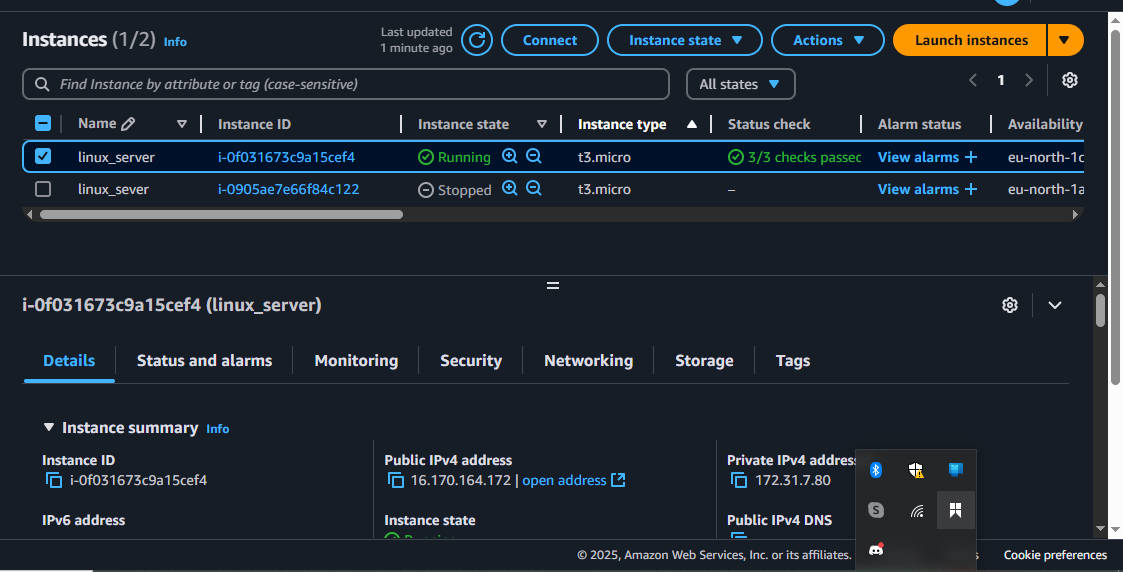 Instances (1/2) Info
Last updated
1 minute ago
Connect
Instance state
Actions
Launch instances
Find Instance by attribute or tag (case-sensitive)
All states
1
Name Instance ID Instance state Instance type Status check Alarm status Availability
linux_server i-0f031673c9a15cef4 Running t3.micro 3/3 checks passec View alarms + eu-north-1c
linux_sever i-0905ae7e66f84c122 Stopped t3.micro – View alarms + eu-north-1a
i-0f031673c9a15cef4 (linux_server)
Details Status and alarms Monitoring Security Networking Storage Tags
Instance summary Info
Instance ID
i-0f031673c9a15cef4
Public IPv4 address
16.170.164.172 | open address
Private IPv4 address
172.31.7.80
IPv6 address
Instance state
Public IPv4 DNS
© 2025, Amazon Web Services, Inc. or its affiliates.
Cookie preferences